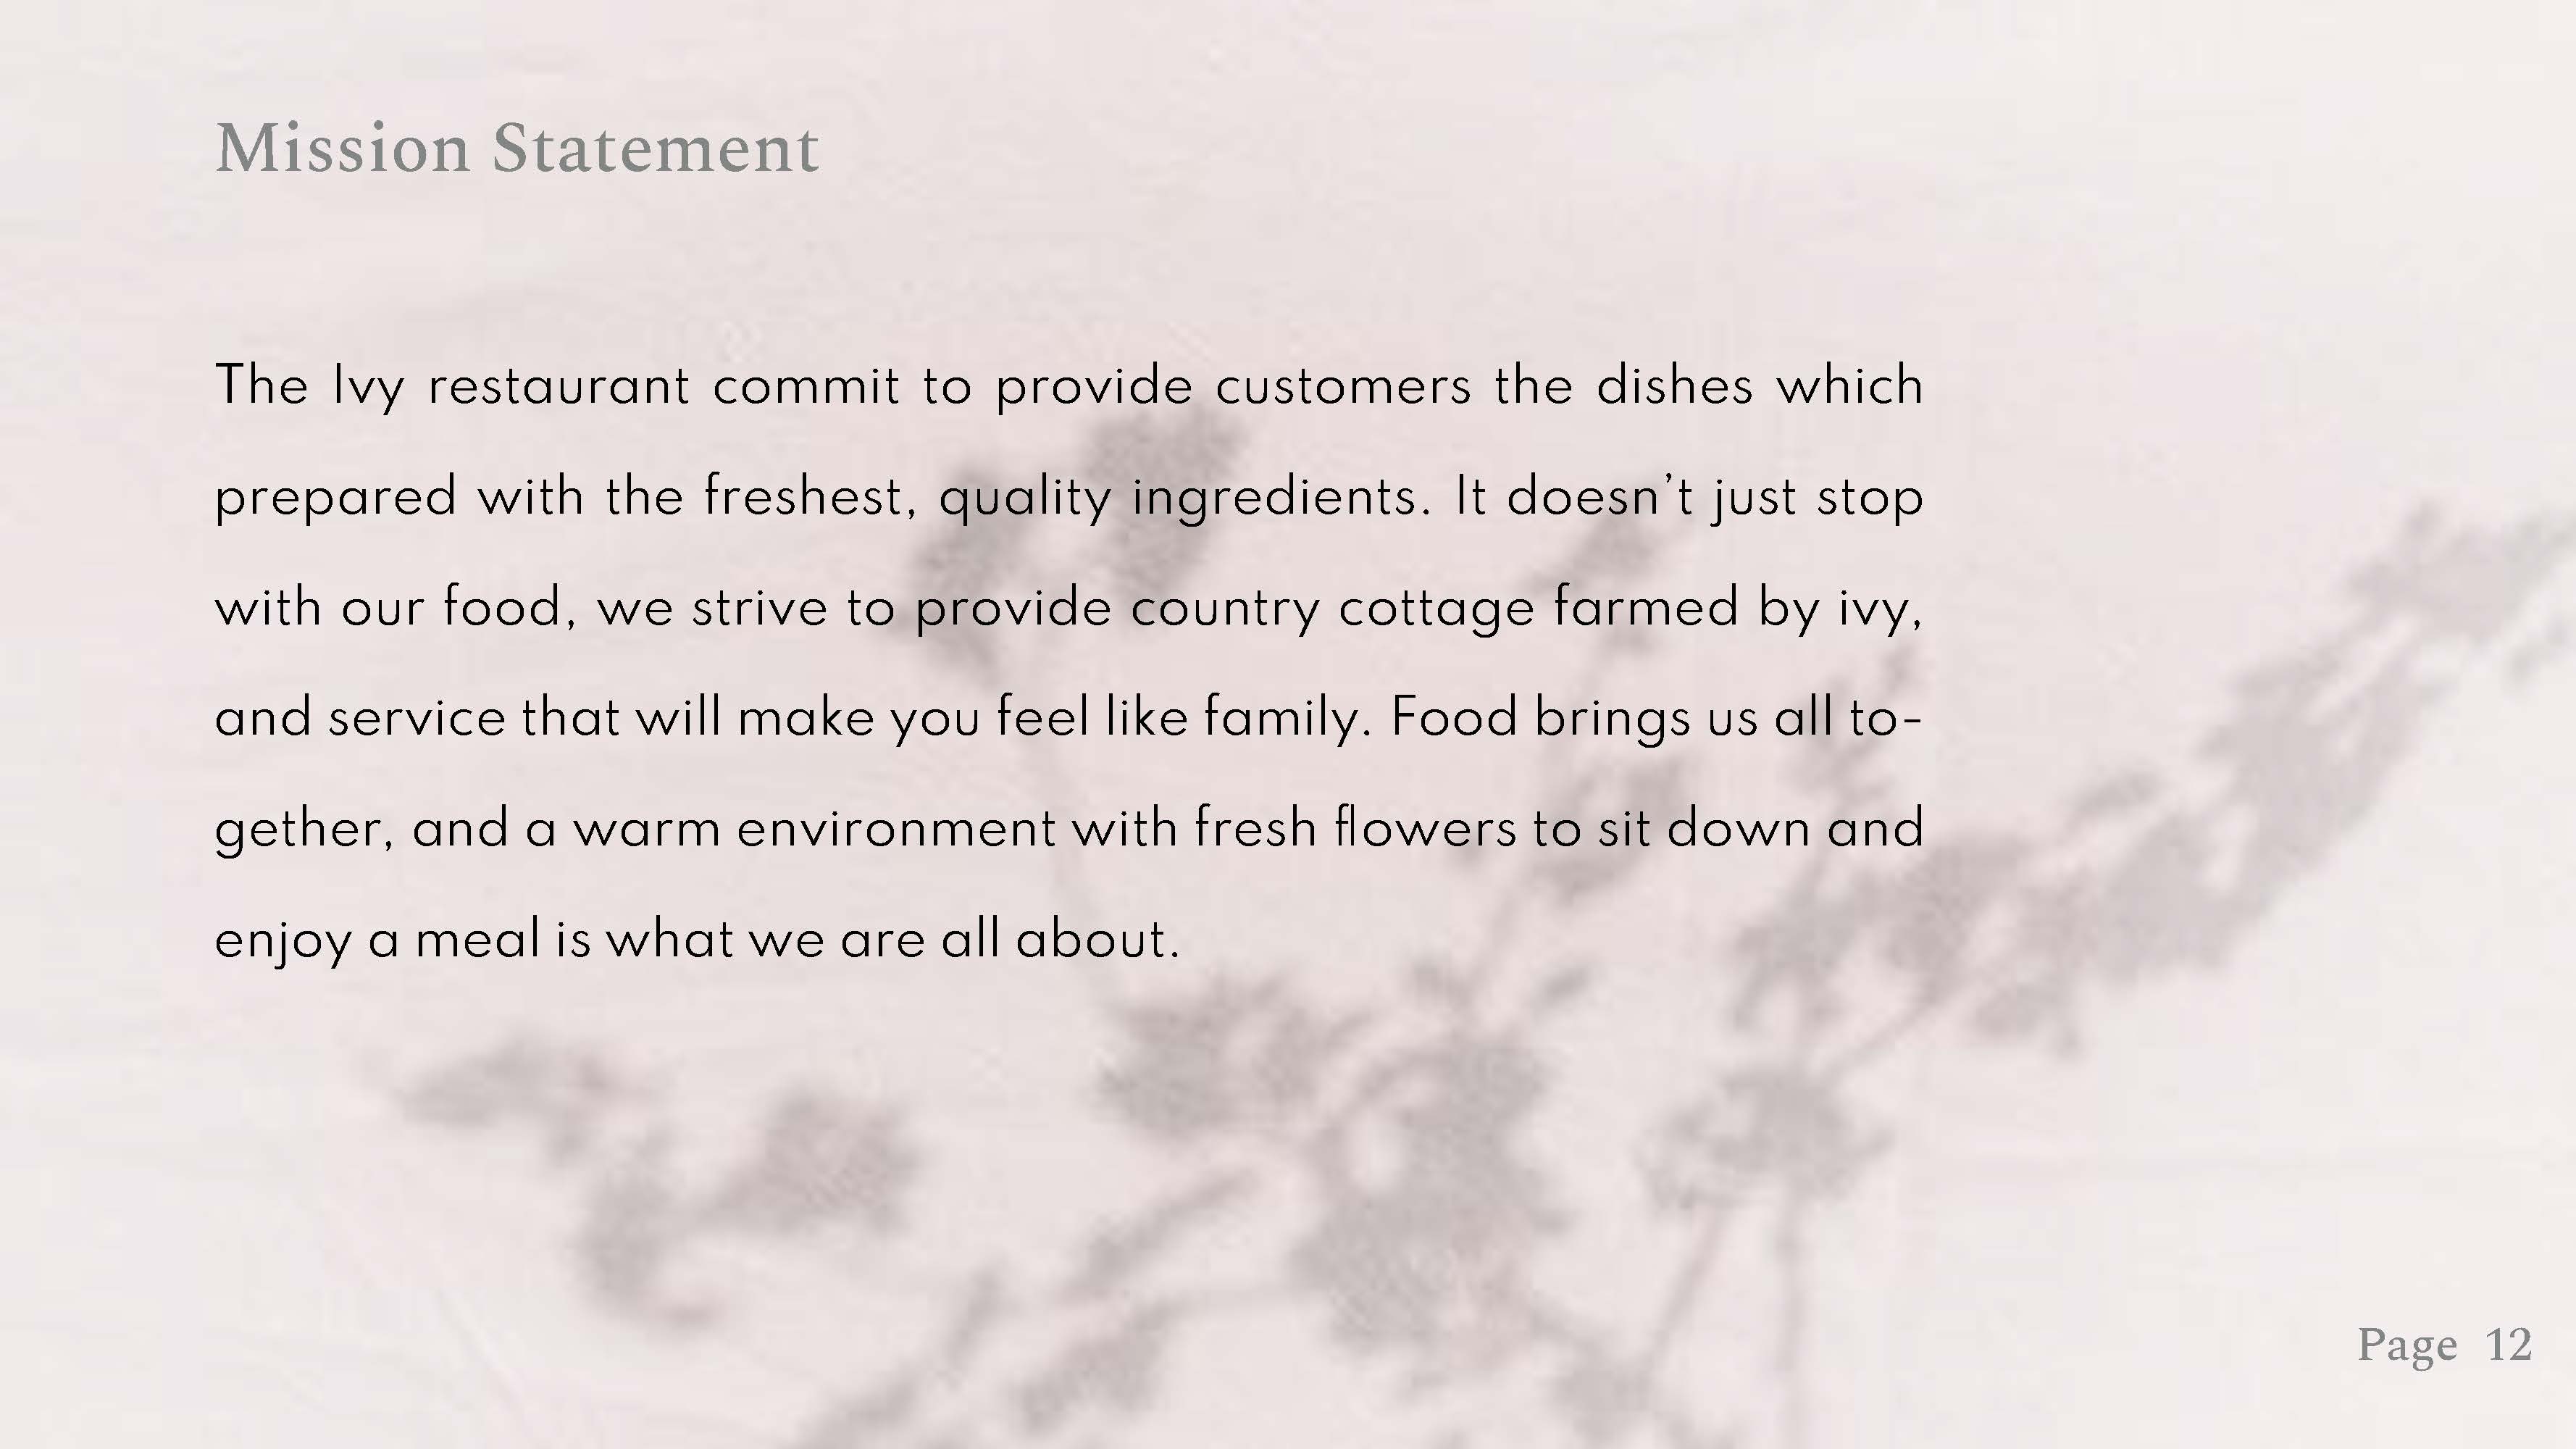 Mission Statement
The Ivy restaurant commit to provide customers the dishes which
prepared with the freshest, quality ingredients. It doesn’t just stop
with our food, we strive to provide country cottage farmed by ivy,
and service that will make you feel like family. Food brings us all to-
gether, and a warm environment with fresh flowers to sit down and
enjoy a meal is what we are all about.
Page 12